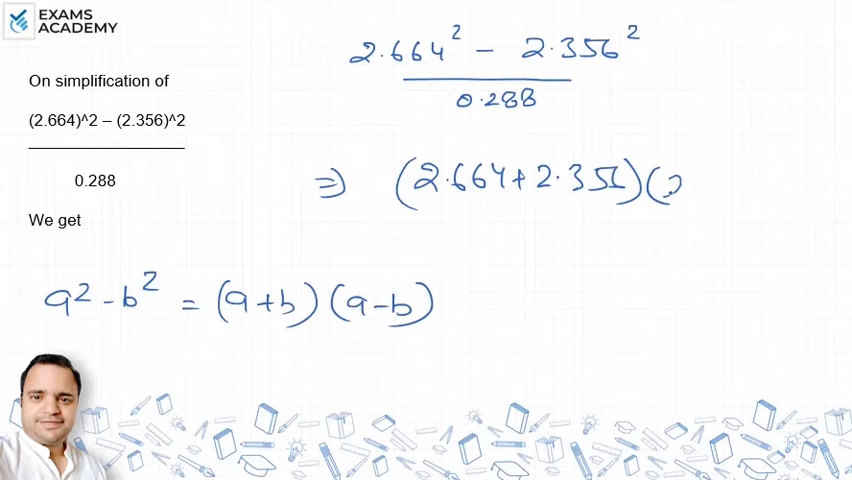 EXAMS
ACADEMY
On simplification of
(2.664)^2 – (2.356)^2
0.288
We get
2.664² - 2.356²
0.288
⇒ (2.664+2.356)(2.
a² - b² = (a+b)(a-b)